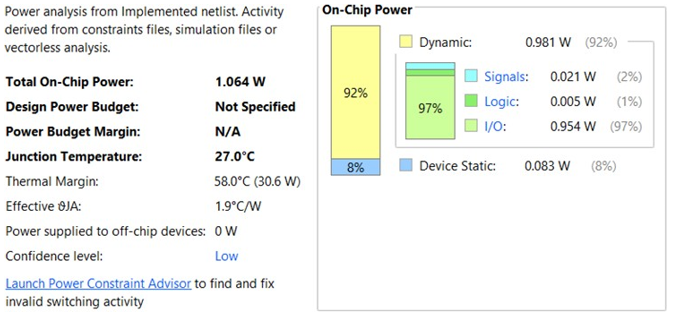 Power analysis from Implemented netlist. Activity
derived from constraints files, simulation files or
vectorless analysis.
Total On-Chip Power: 1.064 W
Design Power Budget: Not Specified
Power Budget Margin: N/A
Junction Temperature: 27.0°C
Thermal Margin: 58.0°C (30.6 W)
Effective ϑJA: 1.9°C/W
Power supplied to off-chip devices: 0 W
Confidence level: Low
Launch Power Constraint Advisor to find and fix
invalid switching activity
On-Chip Power
92%
8%
Dynamic: 0.981 W (92%)
97%
Signals: 0.021 W (2%)
Logic: 0.005 W (1%)
I/O: 0.954 W (97%)
Device Static: 0.083 W (8%)